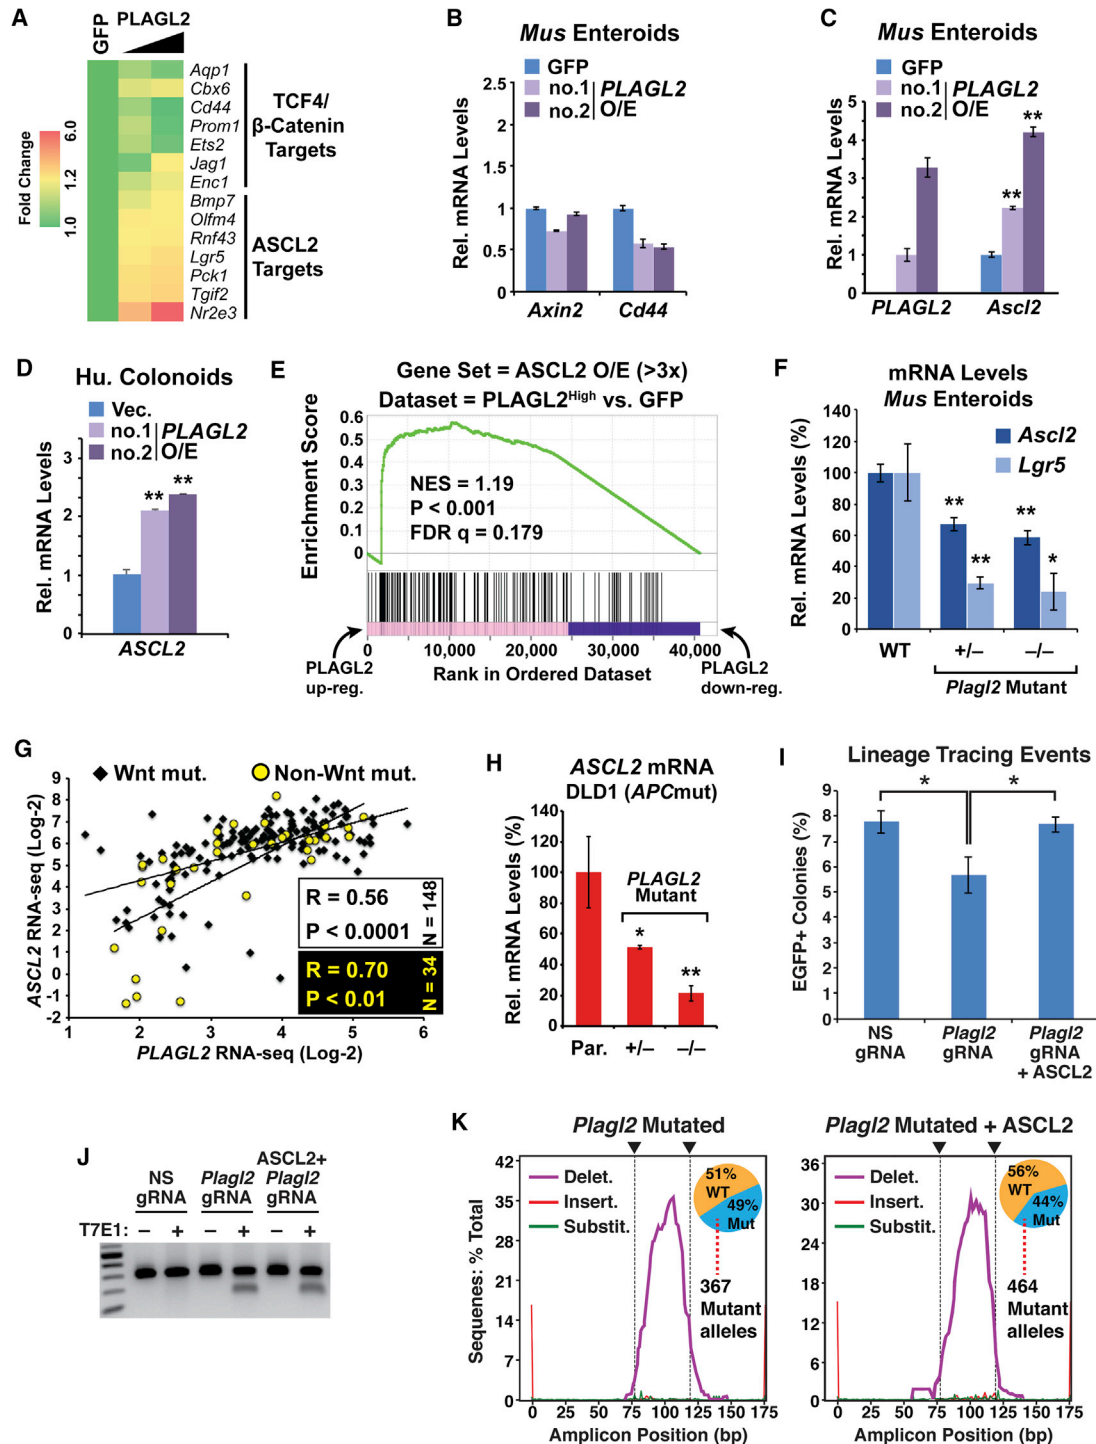 A
GFP
PLAGL2
Aqp1
Cbx6
Cd44
Prom1
Ets2
Jag1
Enc1
Bmp7
Olfm4
Rnf43
Lgr5
Pck1
Tgif2
Nr2e3
TCF4/
β-Catenin
Targets
ASCL2
Targets
Fold Change
6.0
1.2
1.0
B
Mus Enteroids
GFP
no.1 PLAGL2
no.2 O/E
Rel. mRNA Levels
2.5
2
1.5
1
0.5
0
Axin2 Cd44
C
Mus Enteroids
GFP
no.1 PLAGL2
no.2 O/E
Rel. mRNA Levels
5
4
3
2
1
0
**
**
PLAGL2 Ascl2
D
Hu. Colonoids
Vec.
no.1 PLAGL2
no.2 O/E
Rel. mRNA Levels
3
2
1
0
** **
ASCL2
E
Gene Set = ASCL2 O/E (>3x)
Dataset = PLAGL2High vs. GFP
Enrichment Score
0.6
0.5
0.4
0.3
0.2
0.1
0
NES = 1.19
P < 0.001
FDR q = 0.179
0 10,000 20,000 30,000 40,000
Rank in Ordered Dataset
PLAGL2
up-reg.
PLAGL2
down-reg.
F
mRNA Levels
Mus Enteroids
Ascl2
Lgr5
Rel. mRNA Levels (%)
140
120
100
80
60
40
20
0
** ** ** *
WT +/– –/–
Plagl2 Mutant
G
Wnt mut. Non-Wnt mut.
ASCL2 RNA-seq (Log-2)
9
8
7
6
5
4
3
2
1
0
-1
-2
R = 0.56
P < 0.0001
N = 148
R = 0.70
P < 0.01
N = 34
1 2 3 4 5 6
PLAGL2 RNA-seq (Log-2)
H
ASCL2 mRNA
DLD1 (APCmut)
Rel. mRNA Levels (%)
140
120
100
80
60
40
20
0
PLAGL2
Mutant
*
**
Par. +/– –/–
I
Lineage Tracing Events
EGFP+ Colonies (%)
9
8
7
6
5
4
3
2
1
0
* *
NS
gRNA
Plagl2
gRNA
Plagl2
gRNA
+ ASCL2
J
NS
gRNA
Plagl2
gRNA
ASCL2+
Plagl2
gRNA
T7E1: – + – + – +
K
Plagl2 Mutated
Sequenes: % Total
42
35
28
21
14
7
0
Delet.
Insert.
Substit.
51%
WT
49%
Mut
367
Mutant
alleles
0 25 50 75 100 125 150 175
Amplicon Position (bp)
Plagl2 Mutated + ASCL2
36
30
24
18
12
6
0
Delet.
Insert.
Substit.
56%
WT
44%
Mut
464
Mutant
alleles
0 25 50 75 100 125 150 175
Amplicon Position (bp)